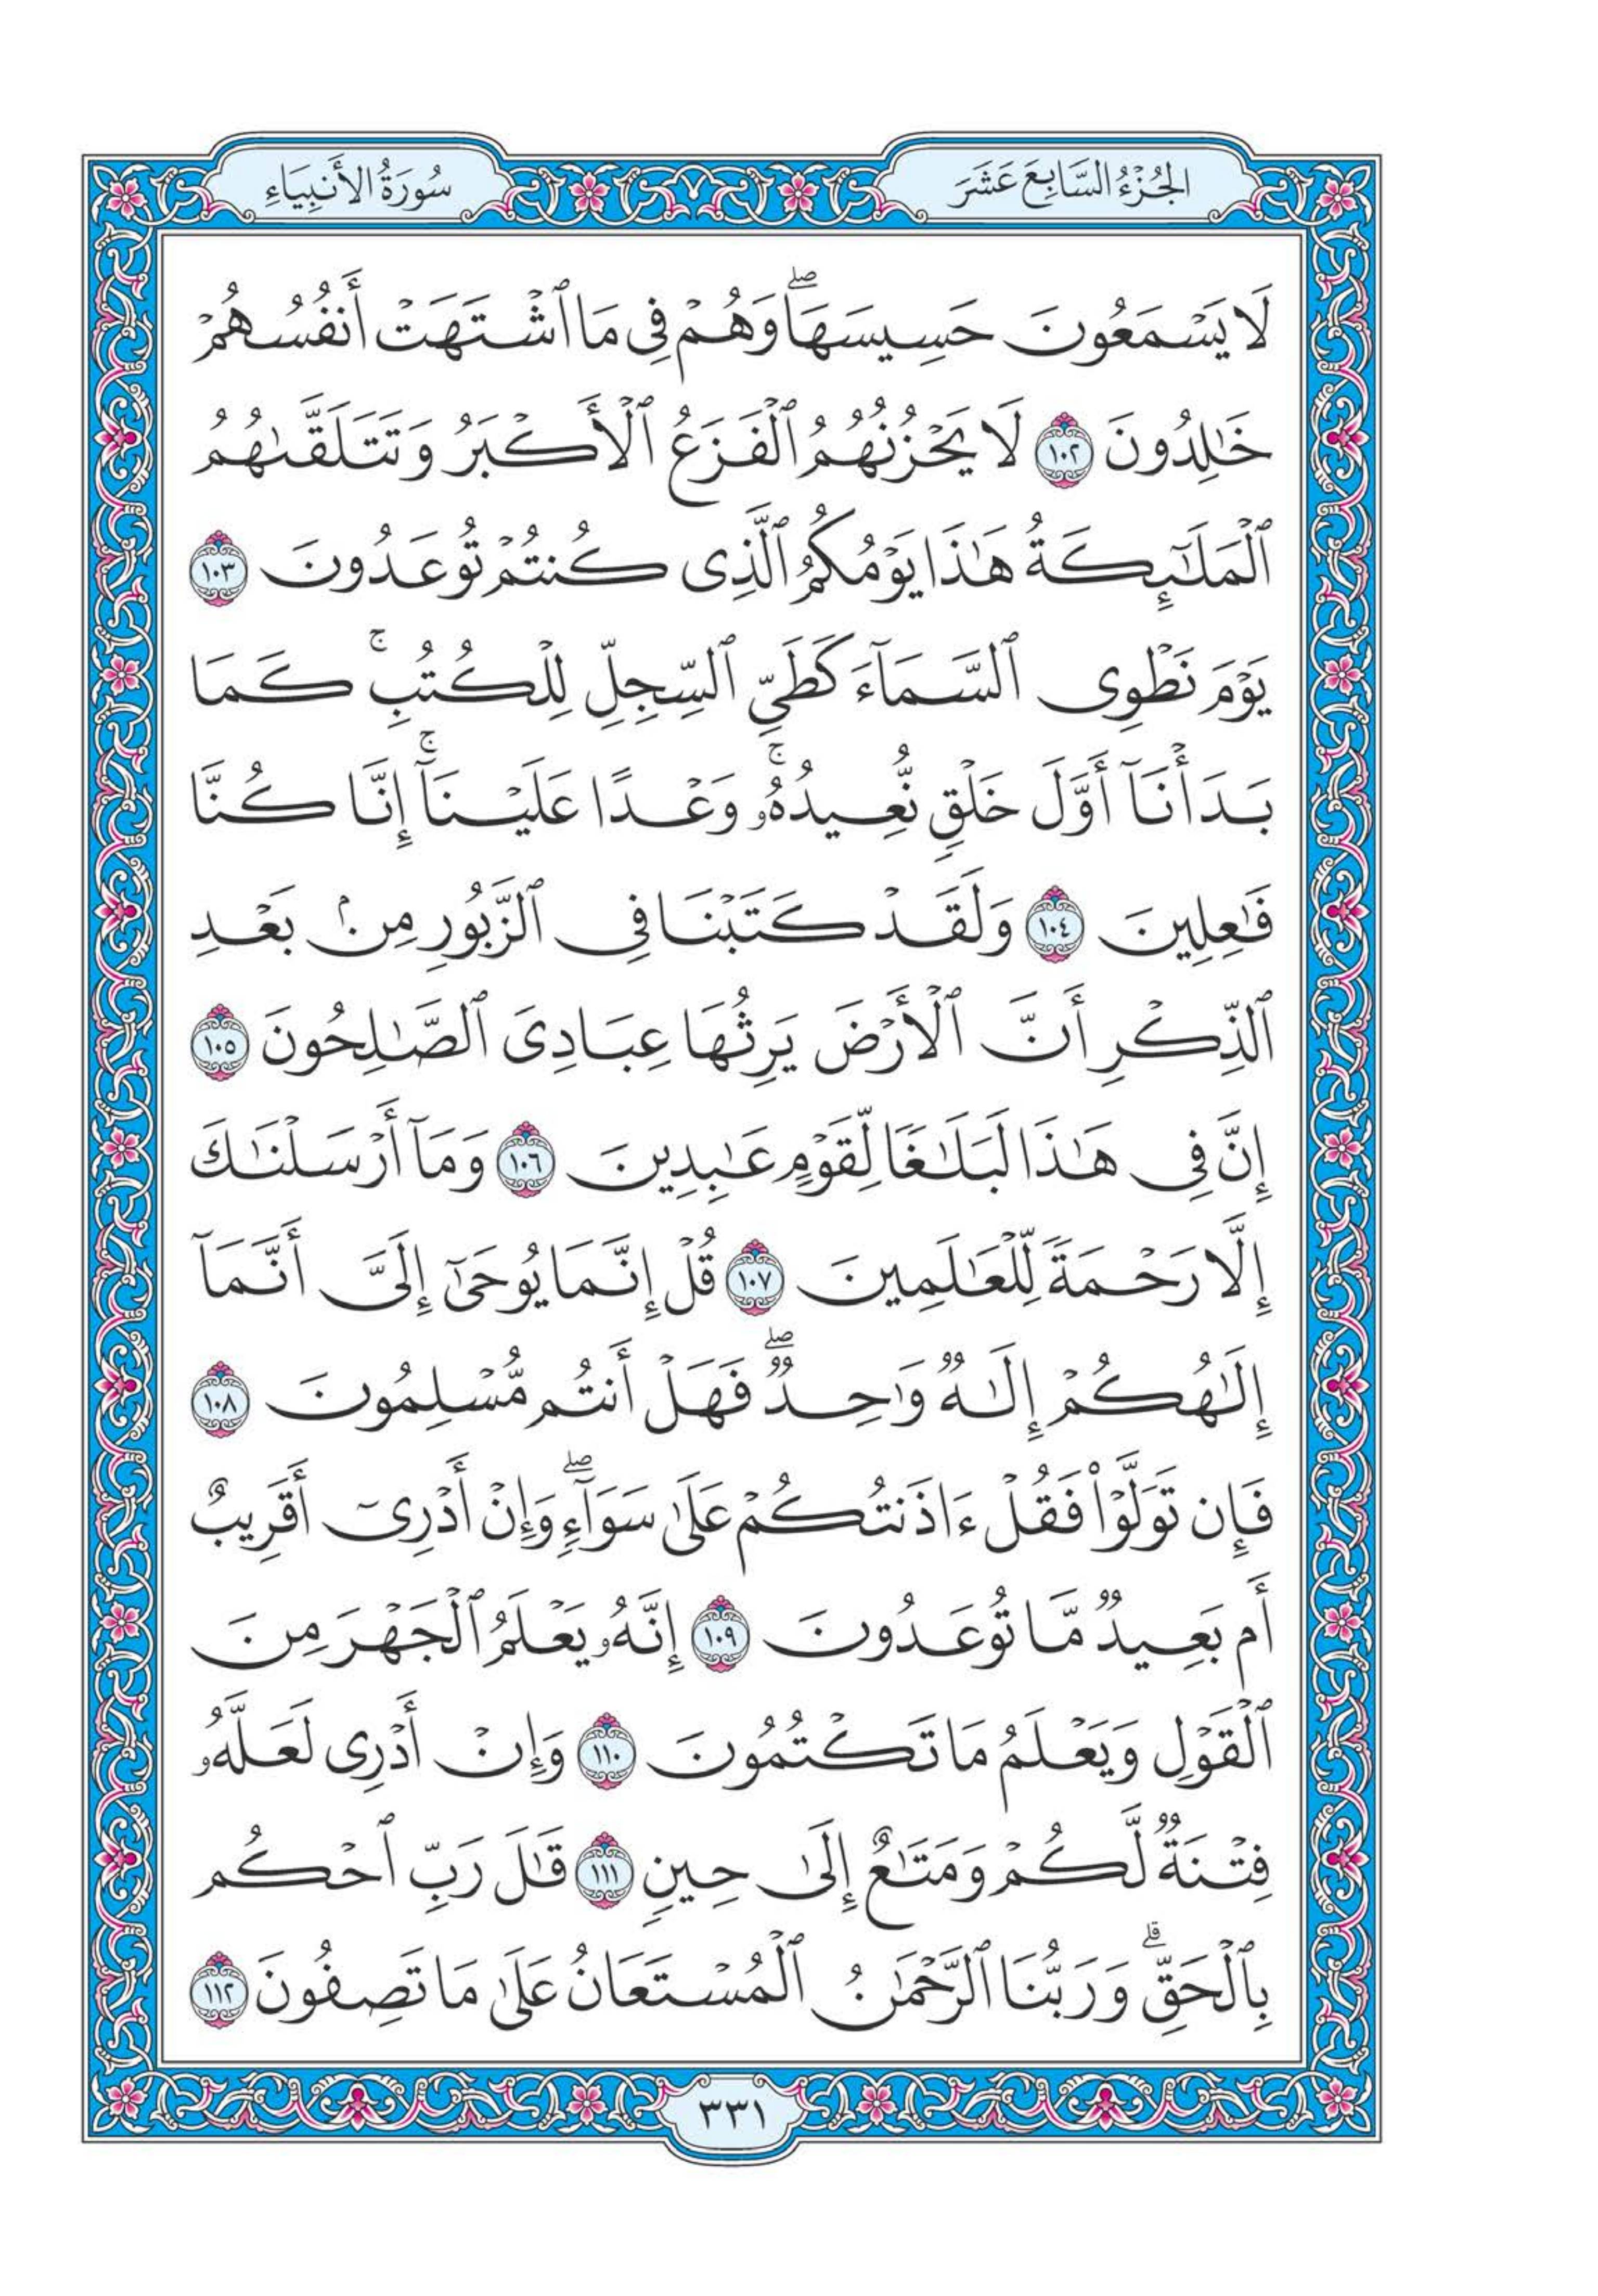 الجُزْءُ السَّابِعَ عَشَرَ
سُورَةُ الأَنبِيَاءِ
لَا يَسْمَعُونَ حَسِيسَهَاۖ وَهُمْ فِى مَا ٱشْتَهَتْ أَنفُسُهُمْ
خَٰلِدُونَ ١٠٢ لَا يَحْزُنُهُمُ ٱلْفَزَعُ ٱلْأَكْبَرُ وَتَتَلَقَّىٰهُمُ
ٱلْمَلَٰٓئِكَةُ هَٰذَا يَوْمُكُمُ ٱلَّذِى كُنتُمْ تُوعَدُونَ ١٠٣
يَوْمَ نَطْوِى ٱلسَّمَآءَ كَطَىِّ ٱلسِّجِلِّ لِلْكُتُبِۚ كَمَا
بَدَأْنَآ أَوَّلَ خَلْقٍ نُّعِيدُهُۥۚ وَعْدًا عَلَيْنَآۚ إِنَّا كُنَّا
فَٰعِلِينَ ١٠٤ وَلَقَدْ كَتَبْنَا فِى ٱلزَّبُورِ مِنۢ بَعْدِ
ٱلذِّكْرِ أَنَّ ٱلْأَرْضَ يَرِثُهَا عِبَادِىَ ٱلصَّٰلِحُونَ ١٠٥
إِنَّ فِى هَٰذَا لَبَلَٰغًا لِّقَوْمٍ عَٰبِدِينَ ١٠٦ وَمَآ أَرْسَلْنَٰكَ
إِلَّا رَحْمَةً لِّلْعَٰلَمِينَ ١٠٧ قُلْ إِنَّمَا يُوحَىٰٓ إِلَىَّ أَنَّمَآ
إِلَٰهُكُمْ إِلَٰهٌ وَٰحِدٌۖ فَهَلْ أَنتُم مُّسْلِمُونَ ١٠٨
فَإِن تَوَلَّوْا۟ فَقُلْ ءَاذَنتُكُمْ عَلَىٰ سَوَآءٍۖ وَإِنْ أَدْرِىٓ أَقَرِيبٌ
أَم بَعِيدٌ مَّا تُوعَدُونَ ١٠٩ إِنَّهُۥ يَعْلَمُ ٱلْجَهْرَ مِنَ
ٱلْقَوْلِ وَيَعْلَمُ مَا تَكْتُمُونَ ١١٠ وَإِنْ أَدْرِى لَعَلَّهُۥ
فِتْنَةٌ لَّكُمْ وَمَتَٰعٌ إِلَىٰ حِينٍ ١١١ قَٰلَ رَبِّ ٱحْكُم
بِٱلْحَقِّۗ وَرَبُّنَا ٱلرَّحْمَٰنُ ٱلْمُسْتَعَانُ عَلَىٰ مَا تَصِفُونَ ١١٢
٣٣١